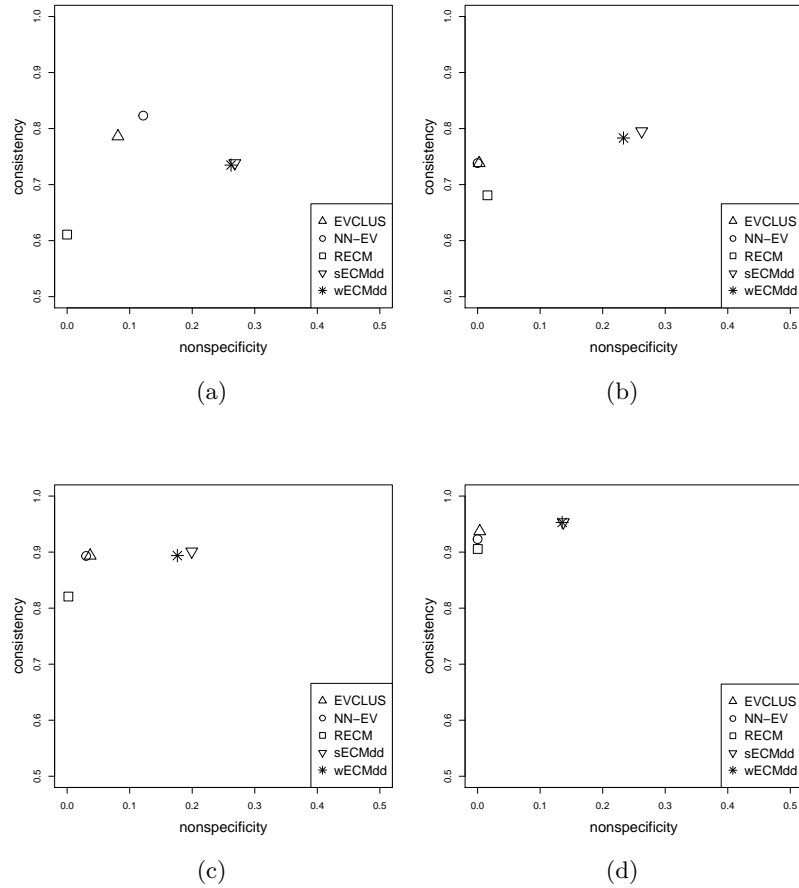 1.0
0.9
0.8
0.7
0.6
0.5
consistency
EVCLUS
NN−EV
RECM
sECMdd
wECMdd
0.0 0.1 0.2 0.3 0.4 0.5
nonspecificity
(a)
1.0
0.9
0.8
0.7
0.6
0.5
consistency
EVCLUS
NN−EV
RECM
sECMdd
wECMdd
0.0 0.1 0.2 0.3 0.4 0.5
nonspecificity
(b)
1.0
0.9
0.8
0.7
0.6
0.5
consistency
EVCLUS
NN−EV
RECM
sECMdd
wECMdd
0.0 0.1 0.2 0.3 0.4 0.5
nonspecificity
(c)
1.0
0.9
0.8
0.7
0.6
0.5
consistency
EVCLUS
NN−EV
RECM
sECMdd
wECMdd
0.0 0.1 0.2 0.3 0.4 0.5
nonspecificity
(d)